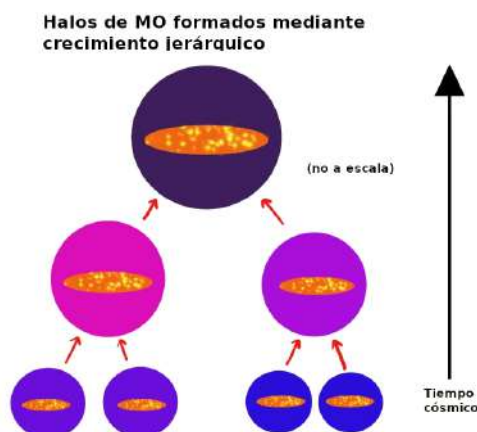 Halos de MO formados mediante
crecimiento jerárquico
(no a escala)
Tiempo
cósmico